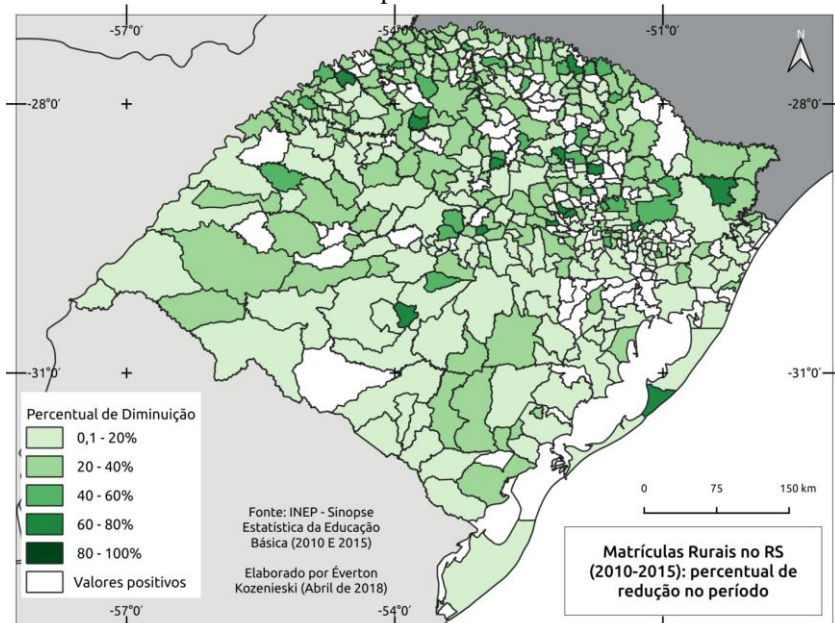 -57°0′
-54°0′
-51°0′
N
-28°0′
-28°0′
-31°0′
-31°0′
Percentual de Diminuição
0,1 - 20%
20 - 40%
40 - 60%
60 - 80%
80 - 100%
Valores positivos
Fonte: INEP - Sinopse
Estatística da Educação
Básica (2010 E 2015)
Elaborado por Éverton
Kozenieski (Abril de 2018)
0 75 150 km
Matrículas Rurais no RS
(2010-2015): percentual de
redução no período
-57°0′
-54°0′
-51°0′